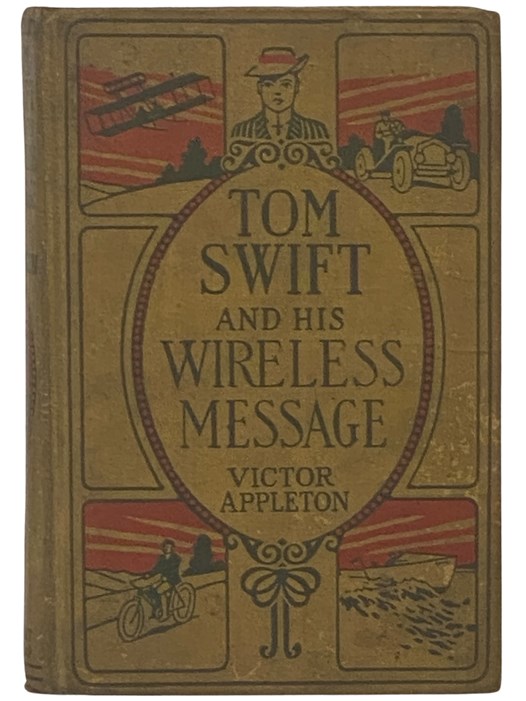 TOM
SWIFT
AND HIS
WIRELESS
MESSAGE
VICTOR
APPLETON